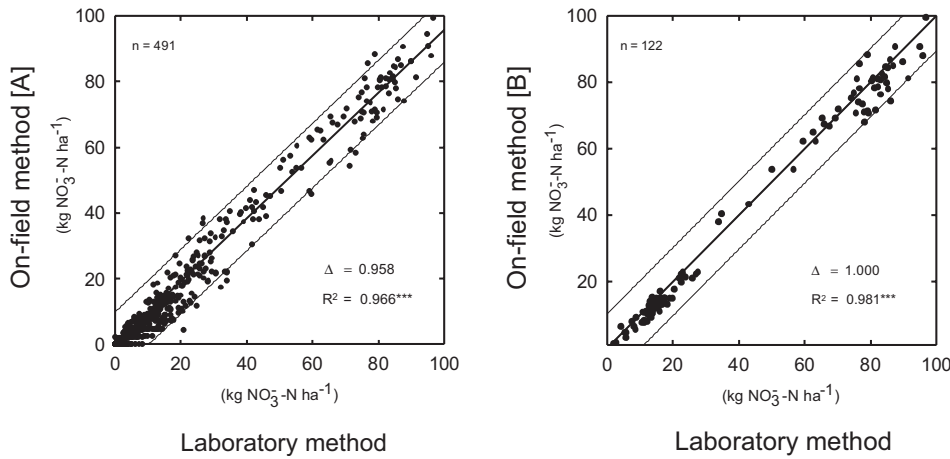 On-field method [A]
(kg NO₃⁻-N ha⁻¹)
100
80
60
40
20
0
n = 491
Δ = 0.958
R² = 0.966***
0 20 40 60 80 100
(kg NO₃⁻-N ha⁻¹)
Laboratory method
On-field method [B]
(kg NO₃⁻-N ha⁻¹)
100
80
60
40
20
n = 122
Δ = 1.000
R² = 0.981***
0 20 40 60 80 100
(kg NO₃⁻-N ha⁻¹)
Laboratory method